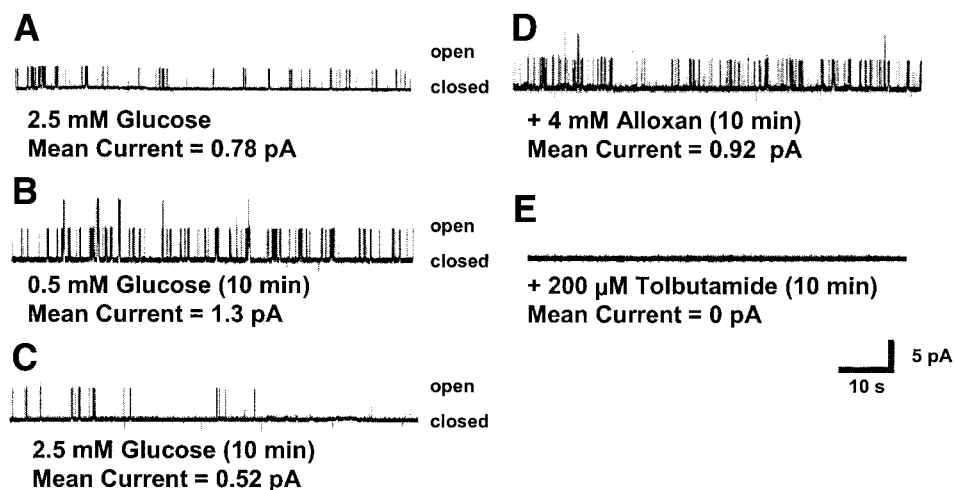 A
open
closed
2.5 mM Glucose
Mean Current = 0.78 pA
B
open
closed
0.5 mM Glucose (10 min)
Mean Current = 1.3 pA
C
open
closed
2.5 mM Glucose (10 min)
Mean Current = 0.52 pA
D
+ 4 mM Alloxan (10 min)
Mean Current = 0.92 pA
E
+ 200 µM Tolbutamide (10 min)
Mean Current = 0 pA
5 pA
10 s